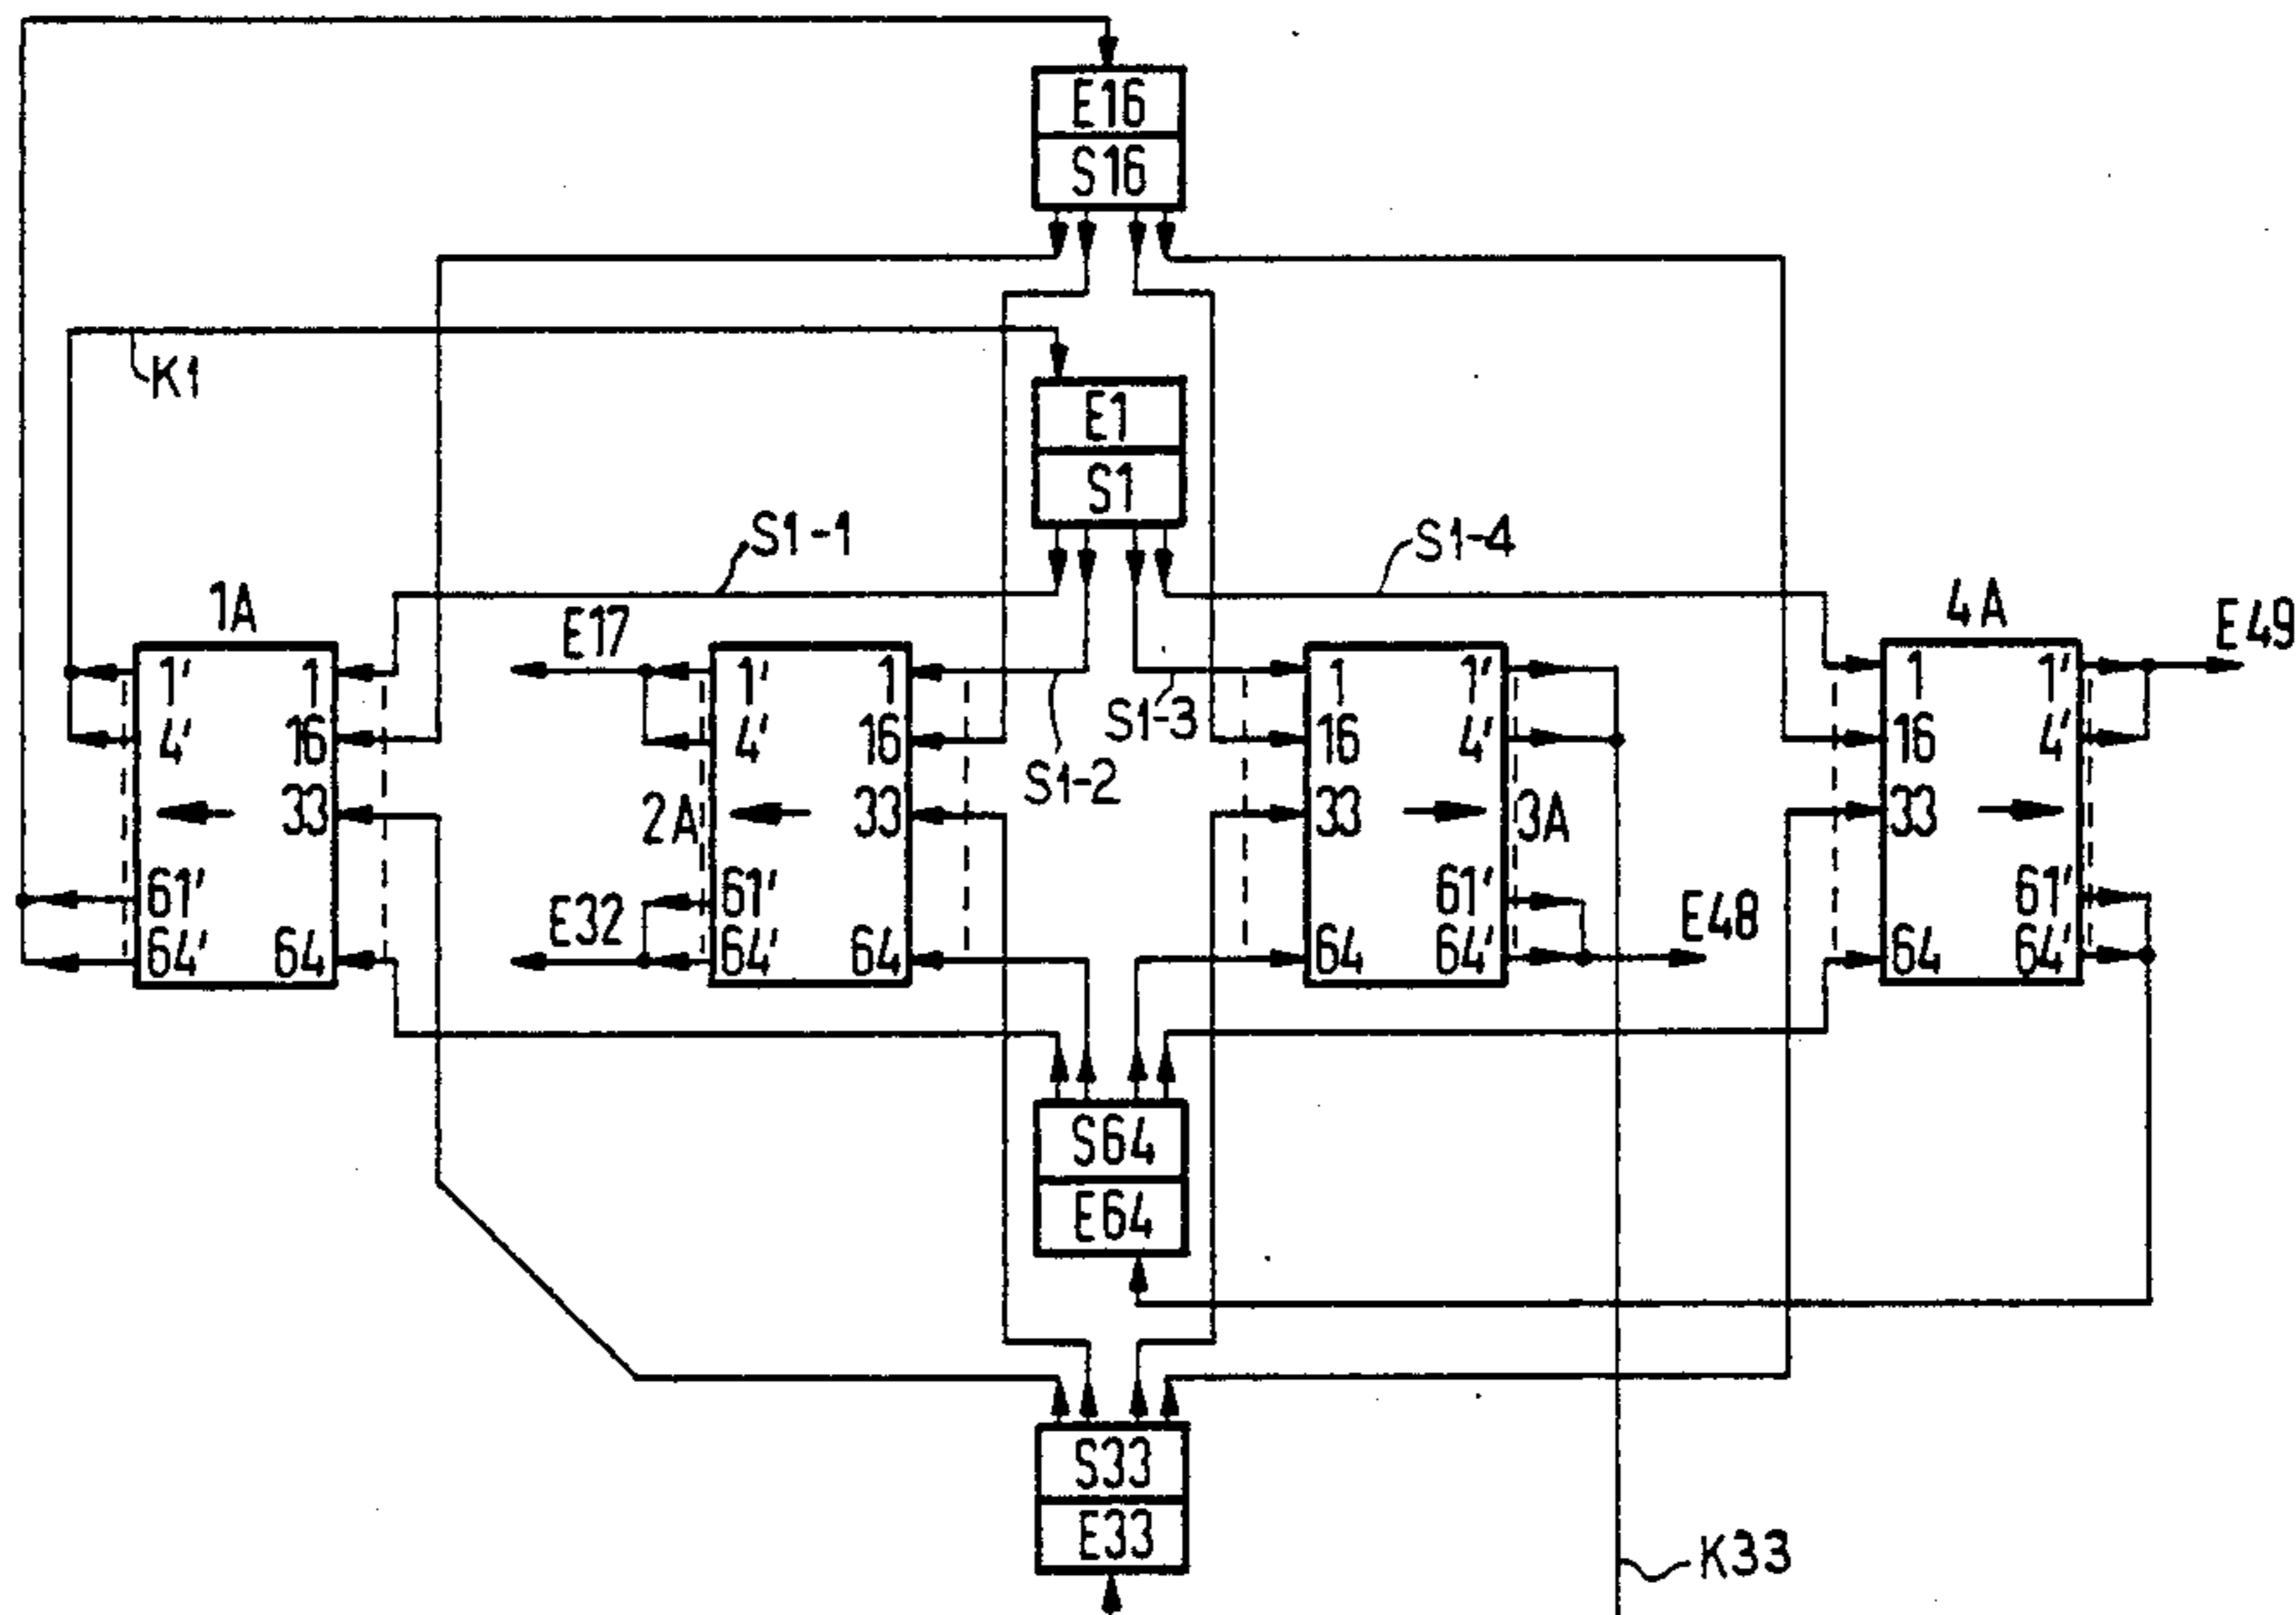 E16
S16
K1
E1
S1
S1-1
S1-4
1A
E17
4A
E49
1' 1
4' 16
33
61'
64' 64
1' 1
4' 16
2A
33
E32
61'
64' 64
S1-2
S1-3
1 1'
16 4'
33
3A
61'
64 64'
E48
1 1'
16 4'
33
61'
64 64'
S64
E64
S33
E33
K33